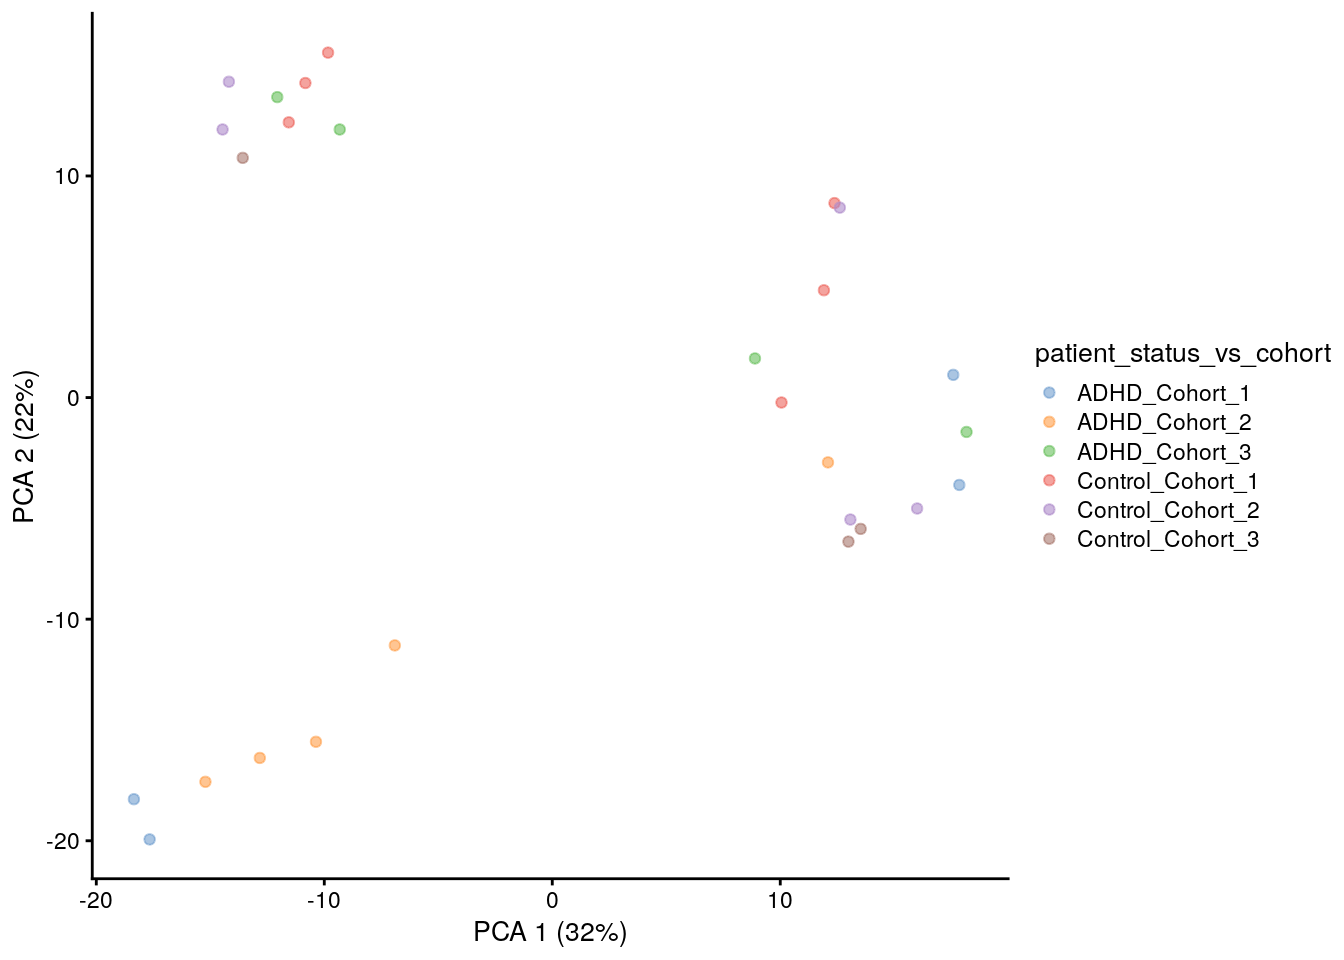 10
0
-10
-20
PCA 2 (22%)
-20
-10
0
10
PCA 1 (32%)
patient_status_vs_cohort
ADHD_Cohort_1
ADHD_Cohort_2
ADHD_Cohort_3
Control_Cohort_1
Control_Cohort_2
Control_Cohort_3